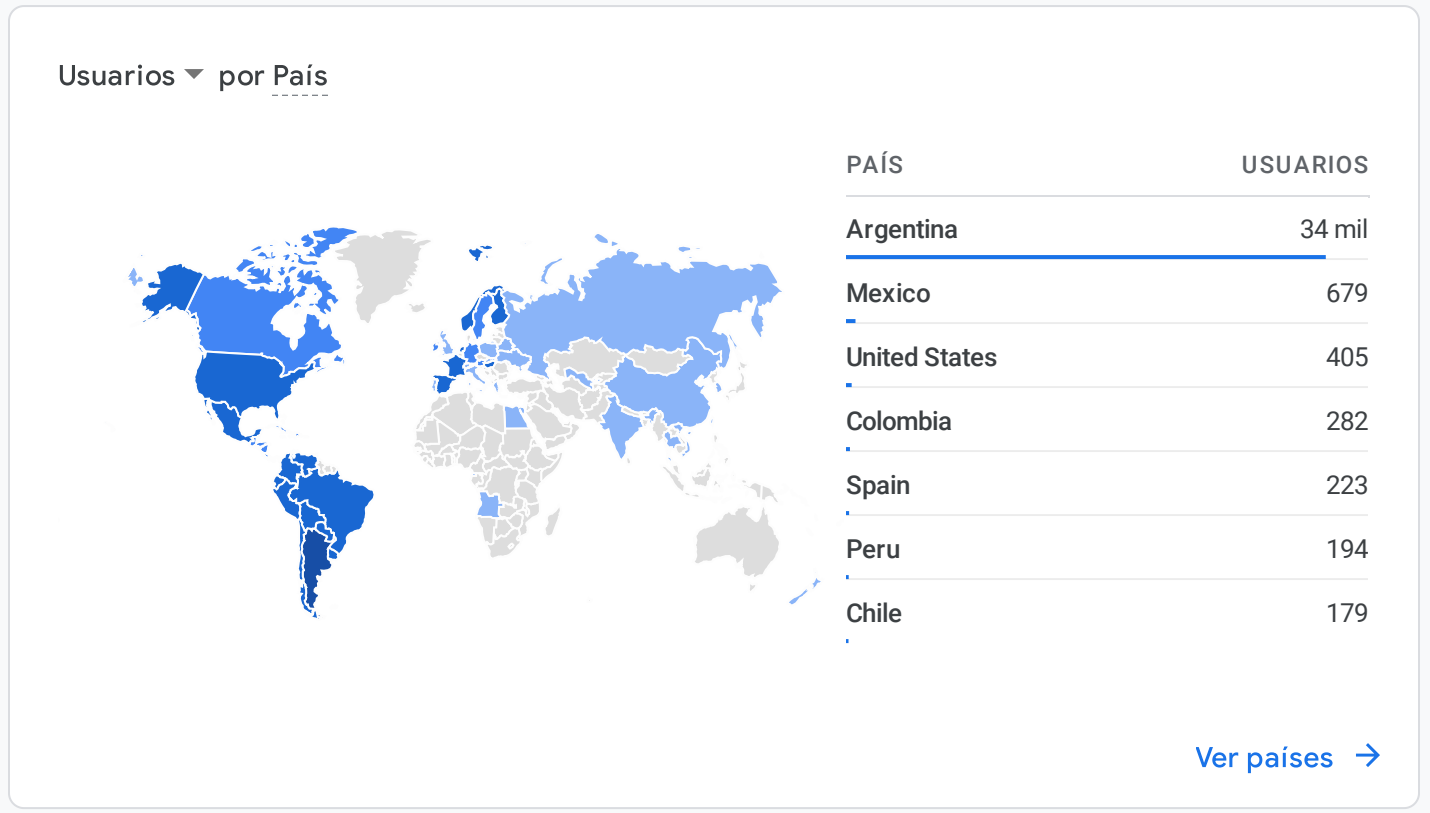 Usuarios por País
PAÍS USUARIOS
Argentina 34 mil
Mexico 679
United States 405
Colombia 282
Spain 223
Peru 194
Chile 179
Ver países